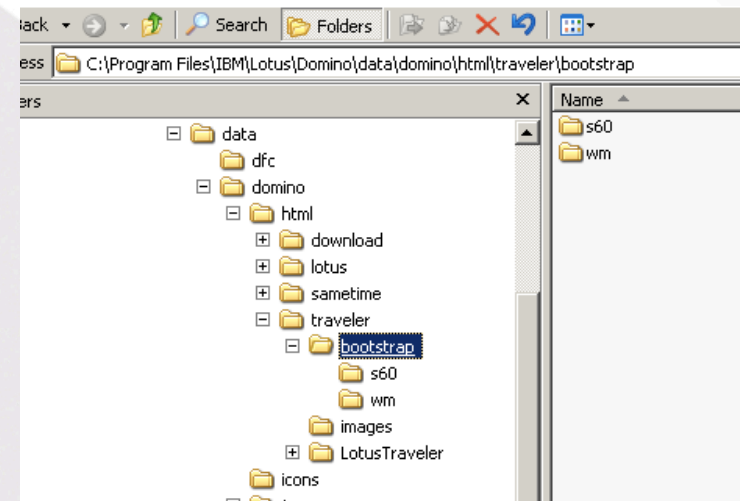 Back Search Folders
ess C:\Program Files\IBM\Lotus\Domino\data\domino\html\traveler\bootstrap
ers Name
data s60
dfc wm
domino
html
download
lotus
sametime
traveler
bootstrap
s60
wm
images
LotusTraveler
icons